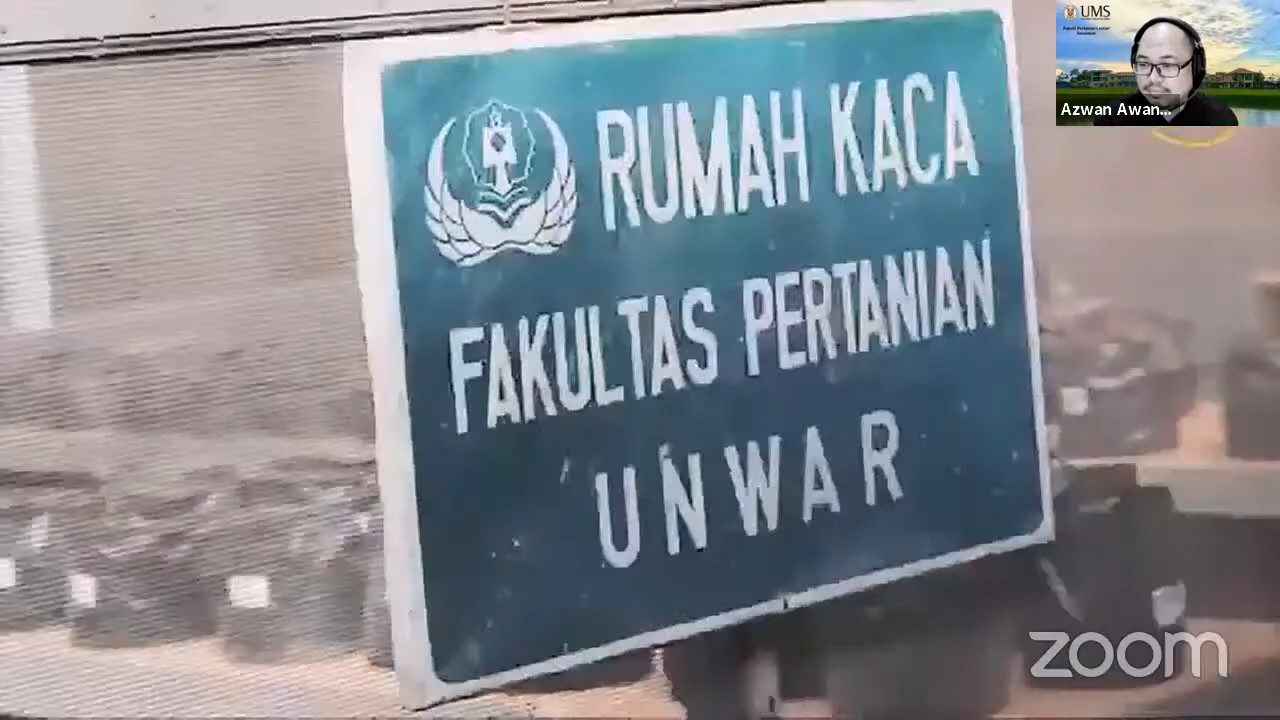 RUMAH KACA
FAKULTAS PERTANIAN
UNWAR
UMS
Azwan Awan...
zoom